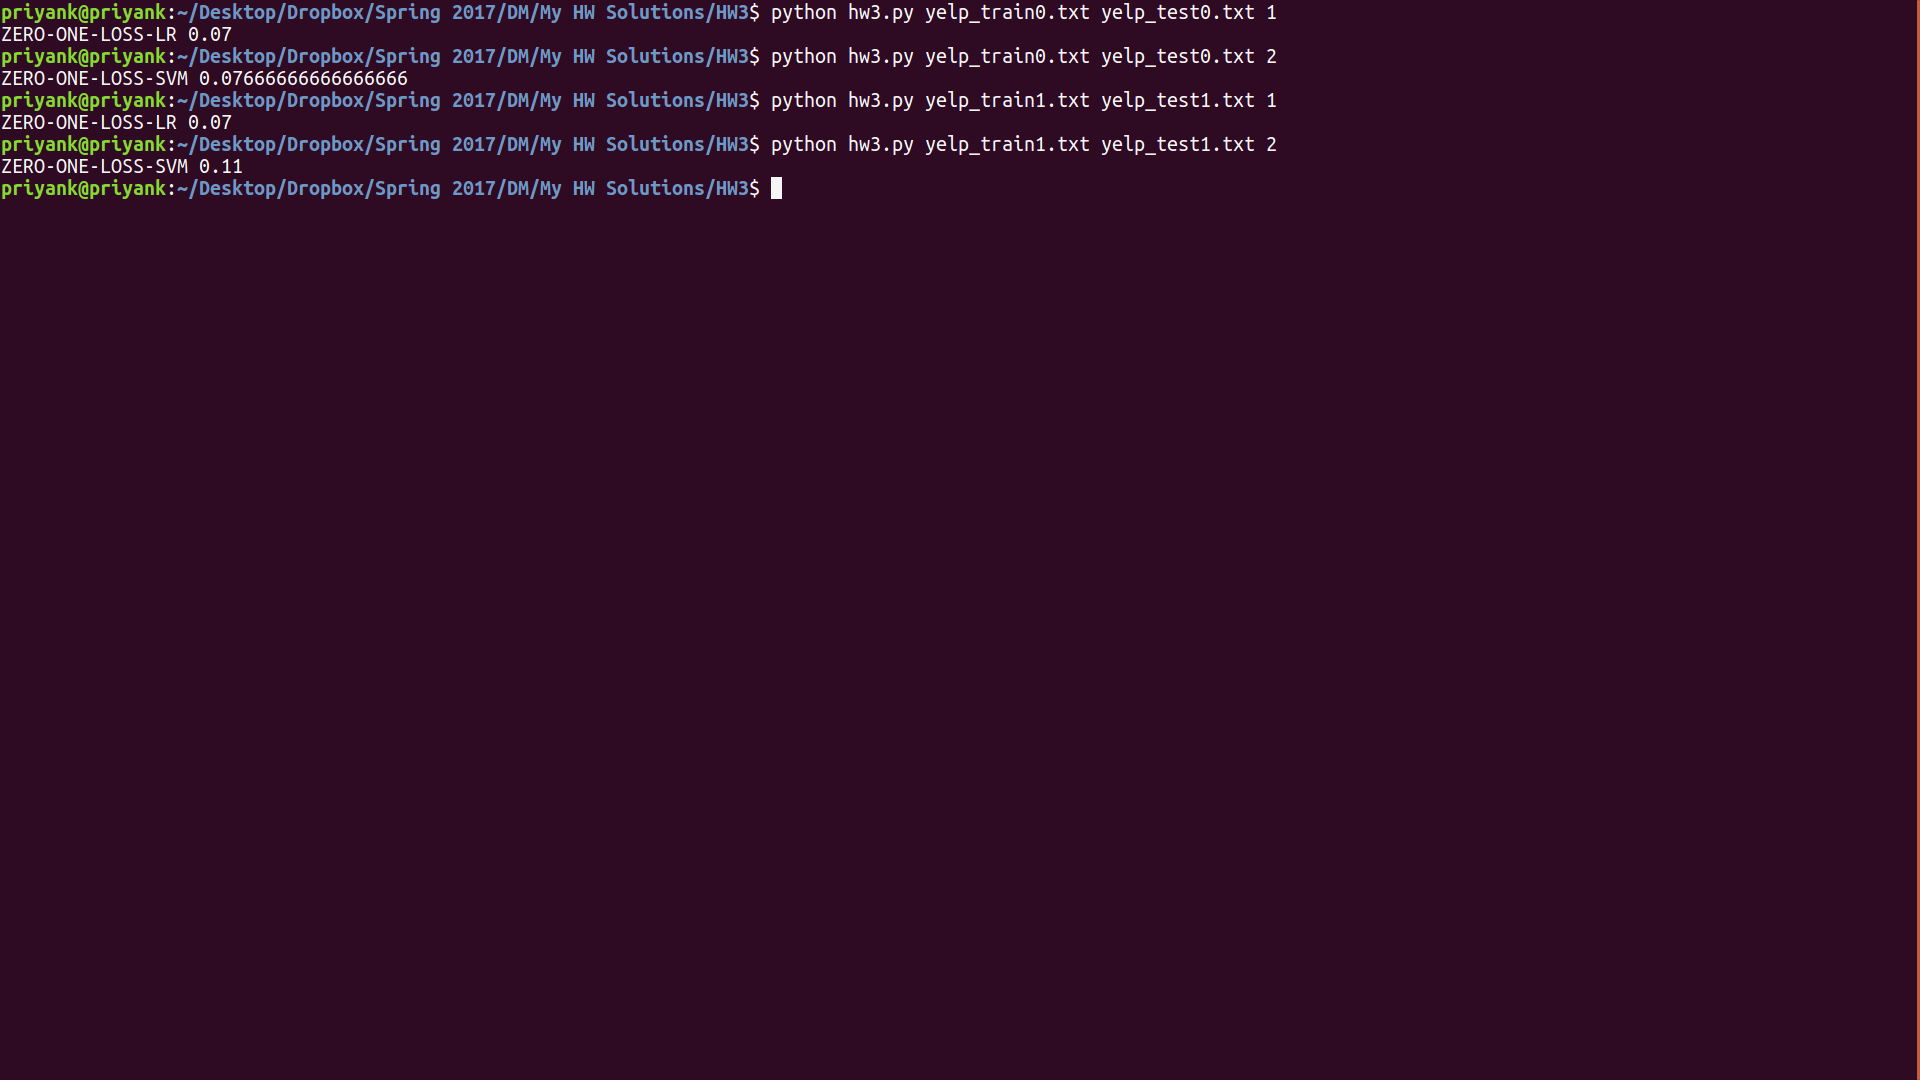 priyank@priyank:~/Desktop/Dropbox/Spring 2017/DM/My HW Solutions/HW3$ python hw3.py yelp_train0.txt yelp_test0.txt 1
ZERO-ONE-LOSS-LR 0.07
priyank@priyank:~/Desktop/Dropbox/Spring 2017/DM/My HW Solutions/HW3$ python hw3.py yelp_train0.txt yelp_test0.txt 2
ZERO-ONE-LOSS-SVM 0.07666666666666666
priyank@priyank:~/Desktop/Dropbox/Spring 2017/DM/My HW Solutions/HW3$ python hw3.py yelp_train1.txt yelp_test1.txt 1
ZERO-ONE-LOSS-LR 0.07
priyank@priyank:~/Desktop/Dropbox/Spring 2017/DM/My HW Solutions/HW3$ python hw3.py yelp_train1.txt yelp_test1.txt 2
ZERO-ONE-LOSS-SVM 0.11
priyank@priyank:~/Desktop/Dropbox/Spring 2017/DM/My HW Solutions/HW3$